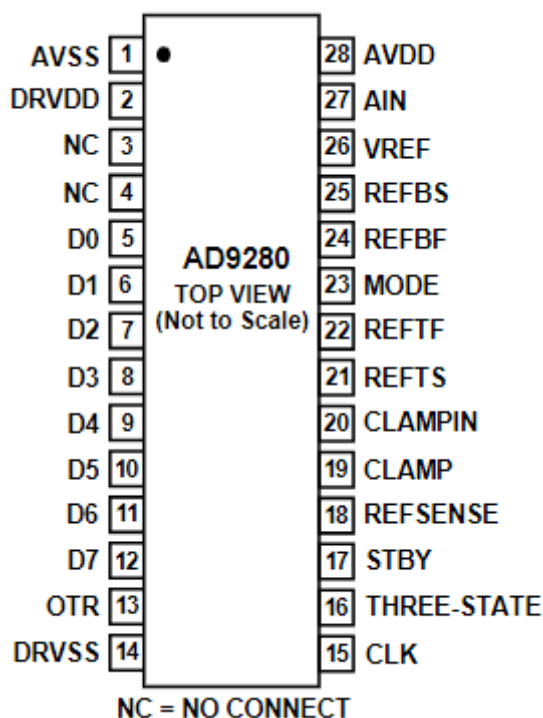 AVSS 1 28 AVDD
DRVDD 2 27 AIN
NC 3 26 VREF
NC 4 25 REFBS
D0 5 24 REFBF
D1 6 23 MODE
D2 7 22 REFTF
D3 8 21 REFTS
D4 9 20 CLAMPIN
D5 10 19 CLAMP
D6 11 18 REFSENSE
D7 12 17 STBY
OTR 13 16 THREE-STATE
DRVSS 14 15 CLK
AD9280
TOP VIEW
(Not to Scale)
NC = NO CONNECT